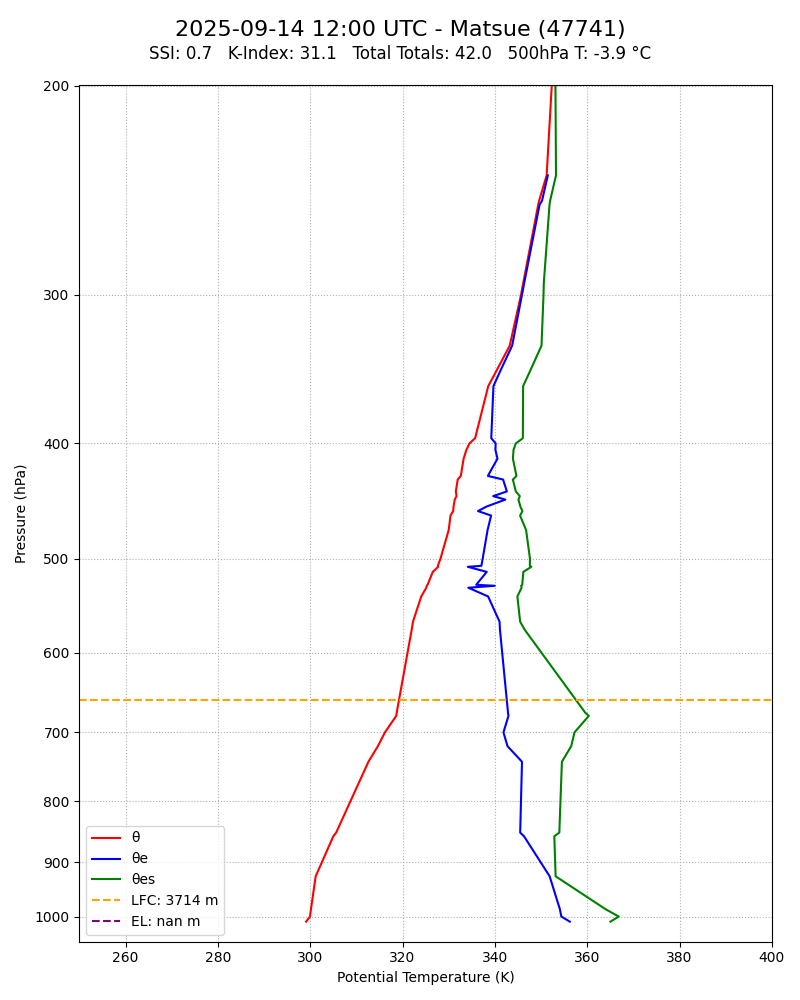 2025-09-14 12:00 UTC - Matsue (47741)
SSI: 0.7 K-Index: 31.1 Total Totals: 42.0 500hPa T: -3.9 °C
200
300
400
500
600
700
800
900
1000
Pressure (hPa)
θ
θe
θes
LFC: 3714 m
EL: nan m
260 280 300 320 340 360 380 400
Potential Temperature (K)